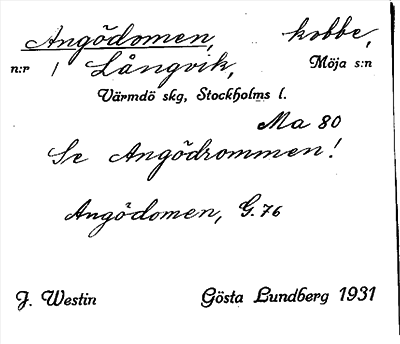 Angödomen, kobbe,
n:r 1 Långvik, Möja s:n
Värmdö skg, Stockholms l.
Ma 80
Se Angödrommen!
Angödomen, G. 76
J. Westin Gösta Lundberg 1931